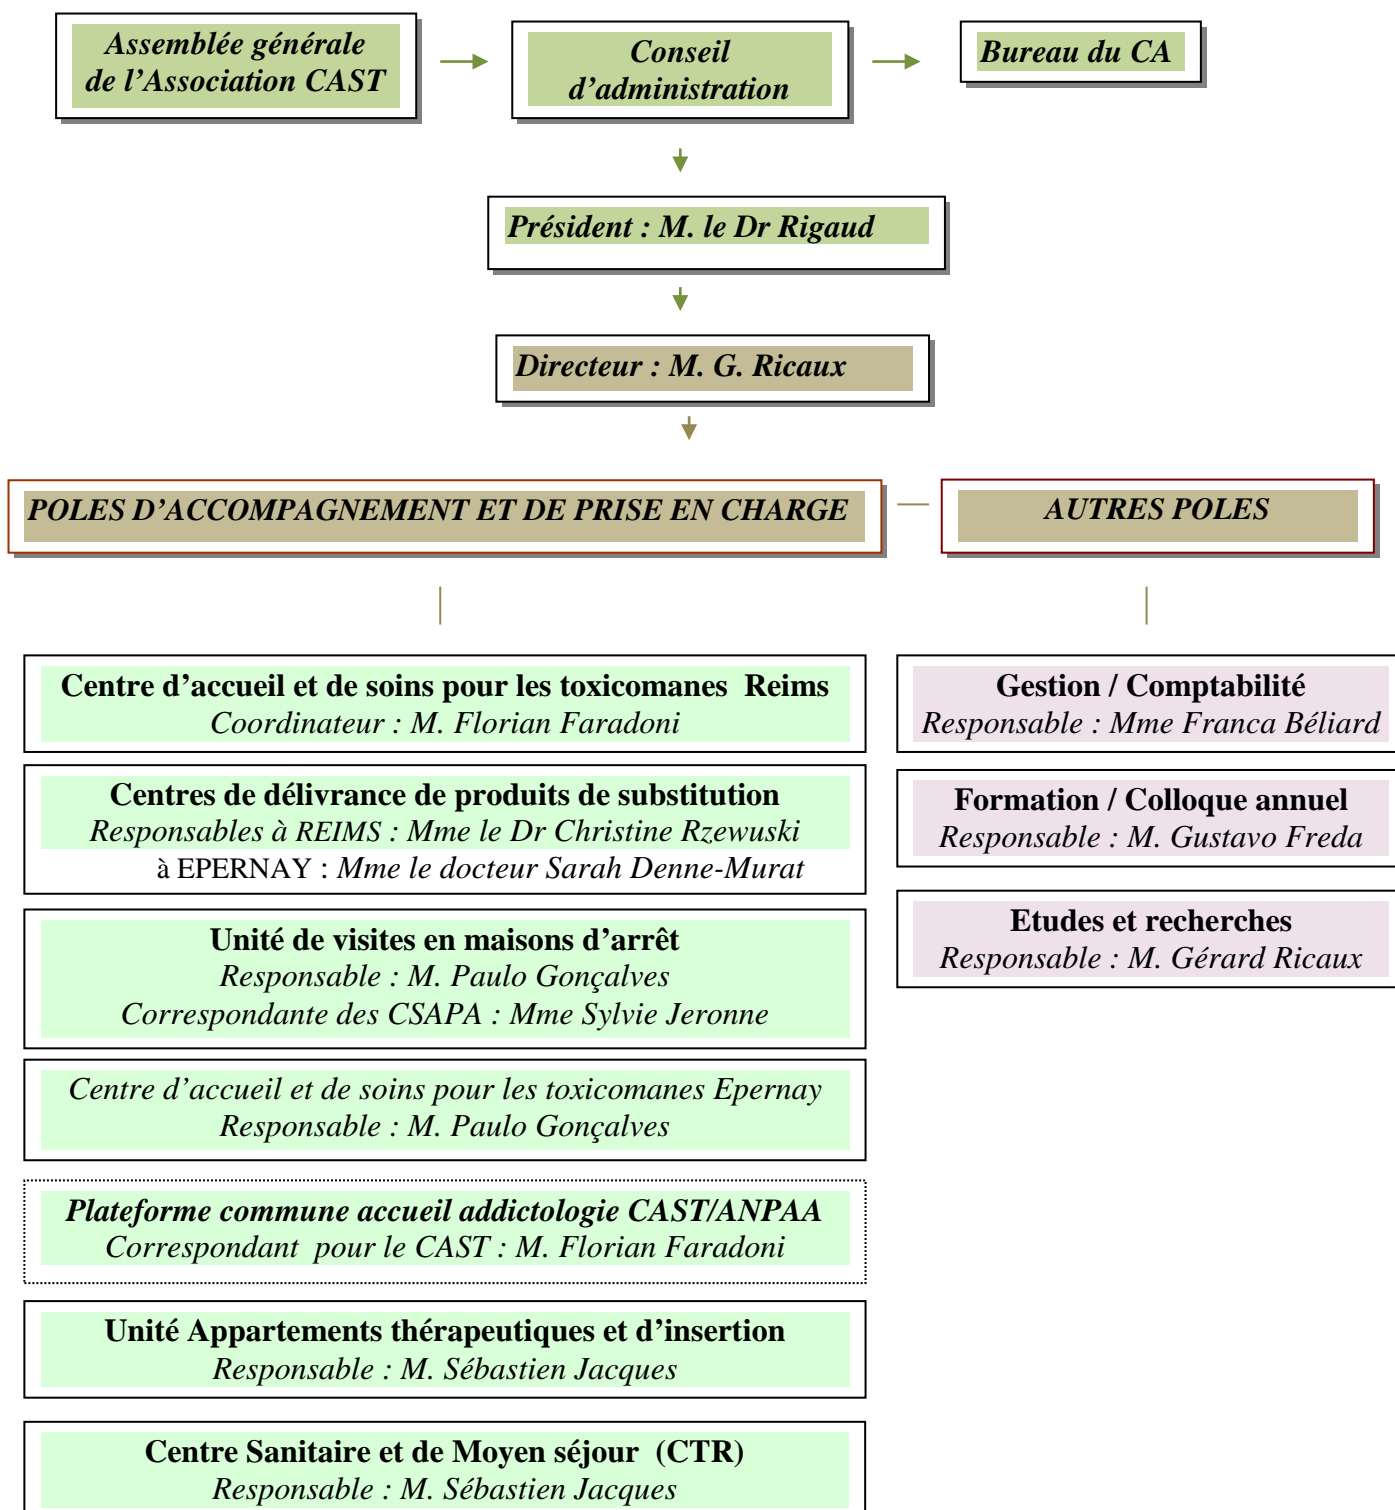 Assemblée générale
de l’Association CAST
Conseil
d’administration
Bureau du CA
Président : M. le Dr Rigaud
Directeur : M. G. Ricaux
POLES D’ACCOMPAGNEMENT ET DE PRISE EN CHARGE
AUTRES POLES
Centre d’accueil et de soins pour les toxicomanes  Reims
Coordinateur : M. Florian Faradoni
Centres de délivrance de produits de substitution
Responsables à REIMS : Mme le Dr Christine Rzewuski
à EPERNAY : Mme le docteur Sarah Denne-Murat
Unité de visites en maisons d’arrêt
Responsable : M. Paulo Gonçalves
Correspondante des CSAPA : Mme Sylvie Jeronne
Centre d’accueil et de soins pour les toxicomanes Epernay
Responsable : M. Paulo Gonçalves
Plateforme commune accueil addictologie CAST/ANPAA
Correspondant  pour le CAST : M. Florian Faradoni
Unité Appartements thérapeutiques et d’insertion
Responsable : M. Sébastien Jacques
Centre Sanitaire et de Moyen séjour  (CTR)
Responsable : M. Sébastien Jacques
Gestion / Comptabilité
Responsable : Mme Franca Béliard
Formation / Colloque annuel
Responsable : M. Gustavo Freda
Etudes et recherches
Responsable : M. Gérard Ricaux